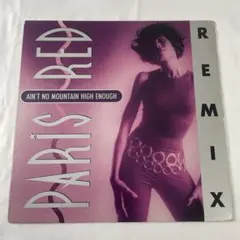 PARIS RED
AIN'T NO MOUNTAIN HIGH ENOUGH
REMIX